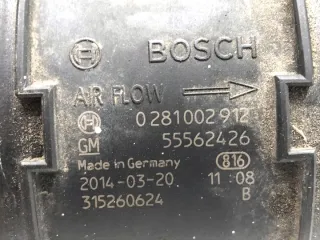 BOSCH
AIR FLOW
0 281 002 912
GM 55562426
Made in Germany 816
2014-03-20 11:08
315260624 B